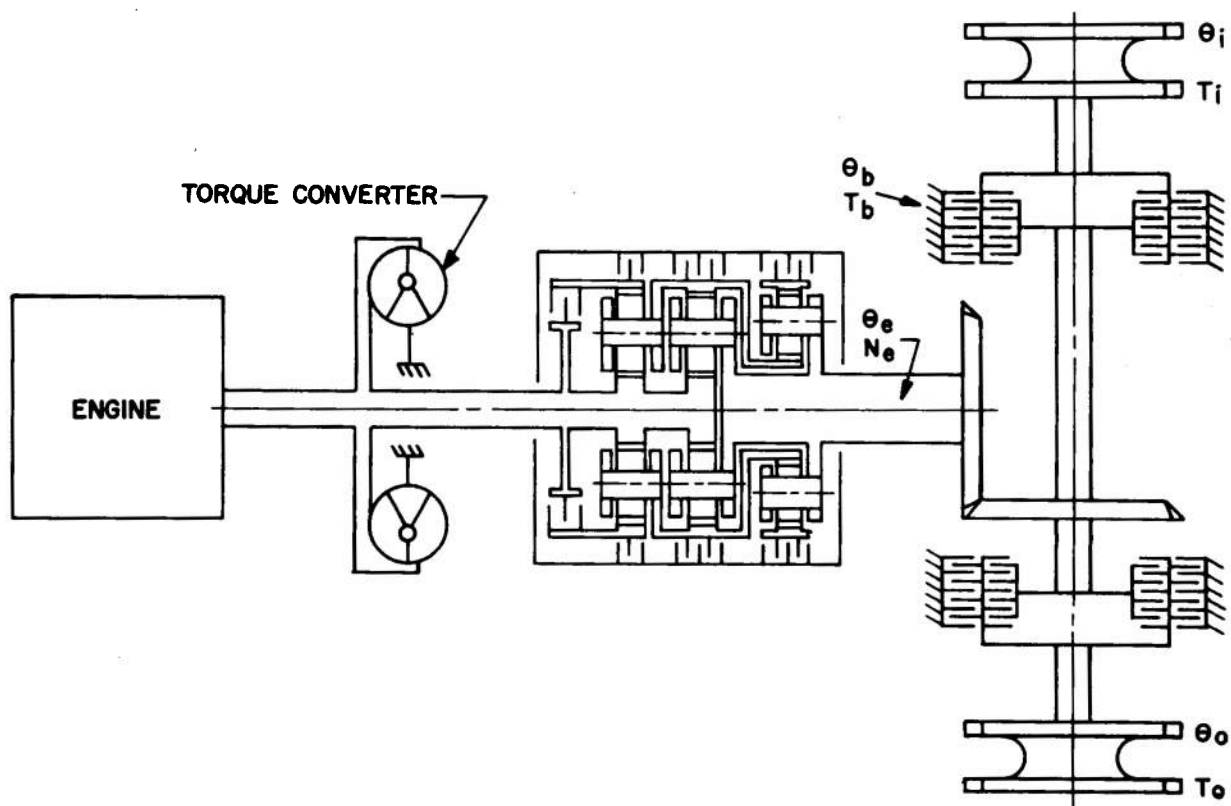 θi
Ti
θb
Tb
TORQUE CONVERTER
θe
Ne
ENGINE
θo
To